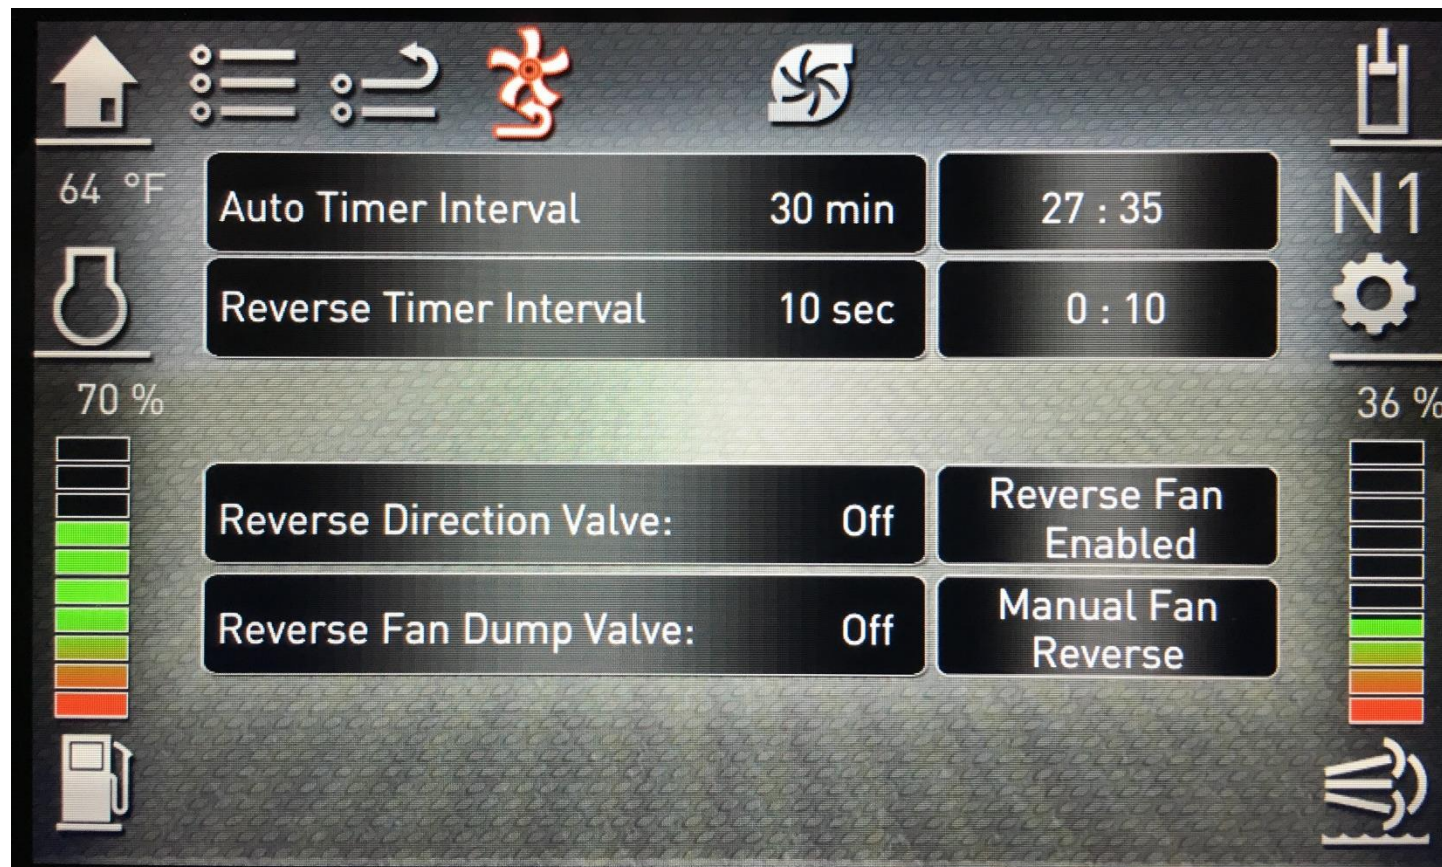 64 °F
Auto Timer Interval 30 min 27 : 35
N1
Reverse Timer Interval 10 sec 0 : 10
70 %
36 %
Reverse Direction Valve: Off
Reverse Fan
Enabled
Reverse Fan Dump Valve: Off
Manual Fan
Reverse